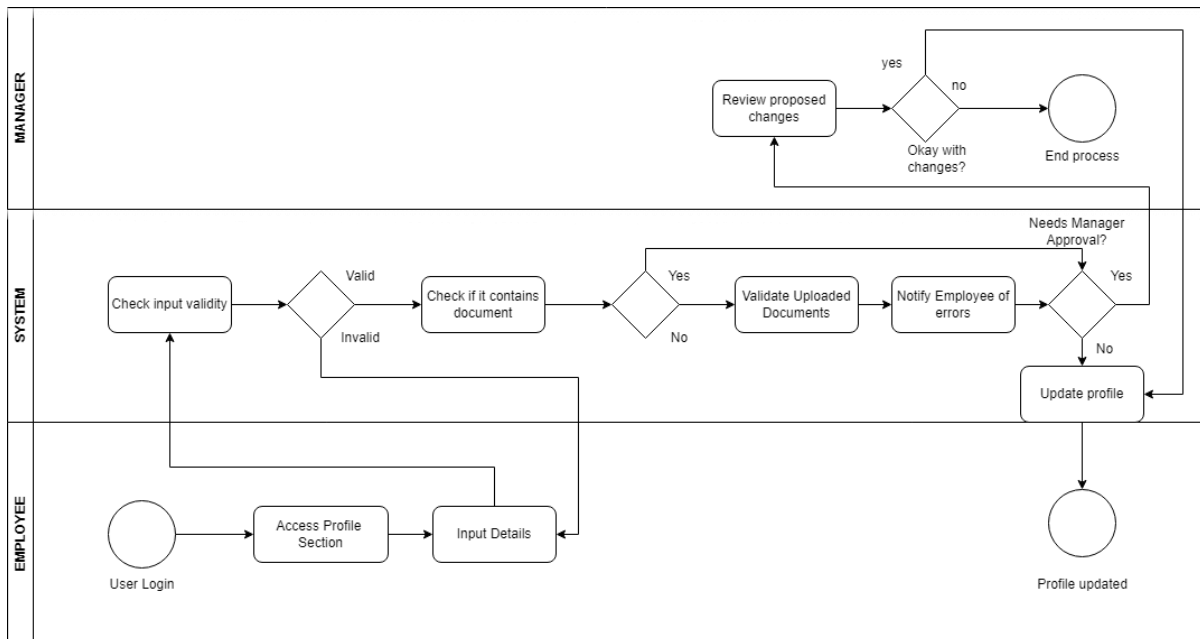 MANAGER
yes
no
Review proposed
changes
Okay with
changes?
End process
SYSTEM
Needs Manager
Approval?
Valid
Yes
Yes
Check input validity
Check if it contains
document
Validate Uploaded
Documents
Notify Employee of
errors
Invalid
No
No
Update profile
EMPLOYEE
Access Profile
Section
Input Details
User Login
Profile updated